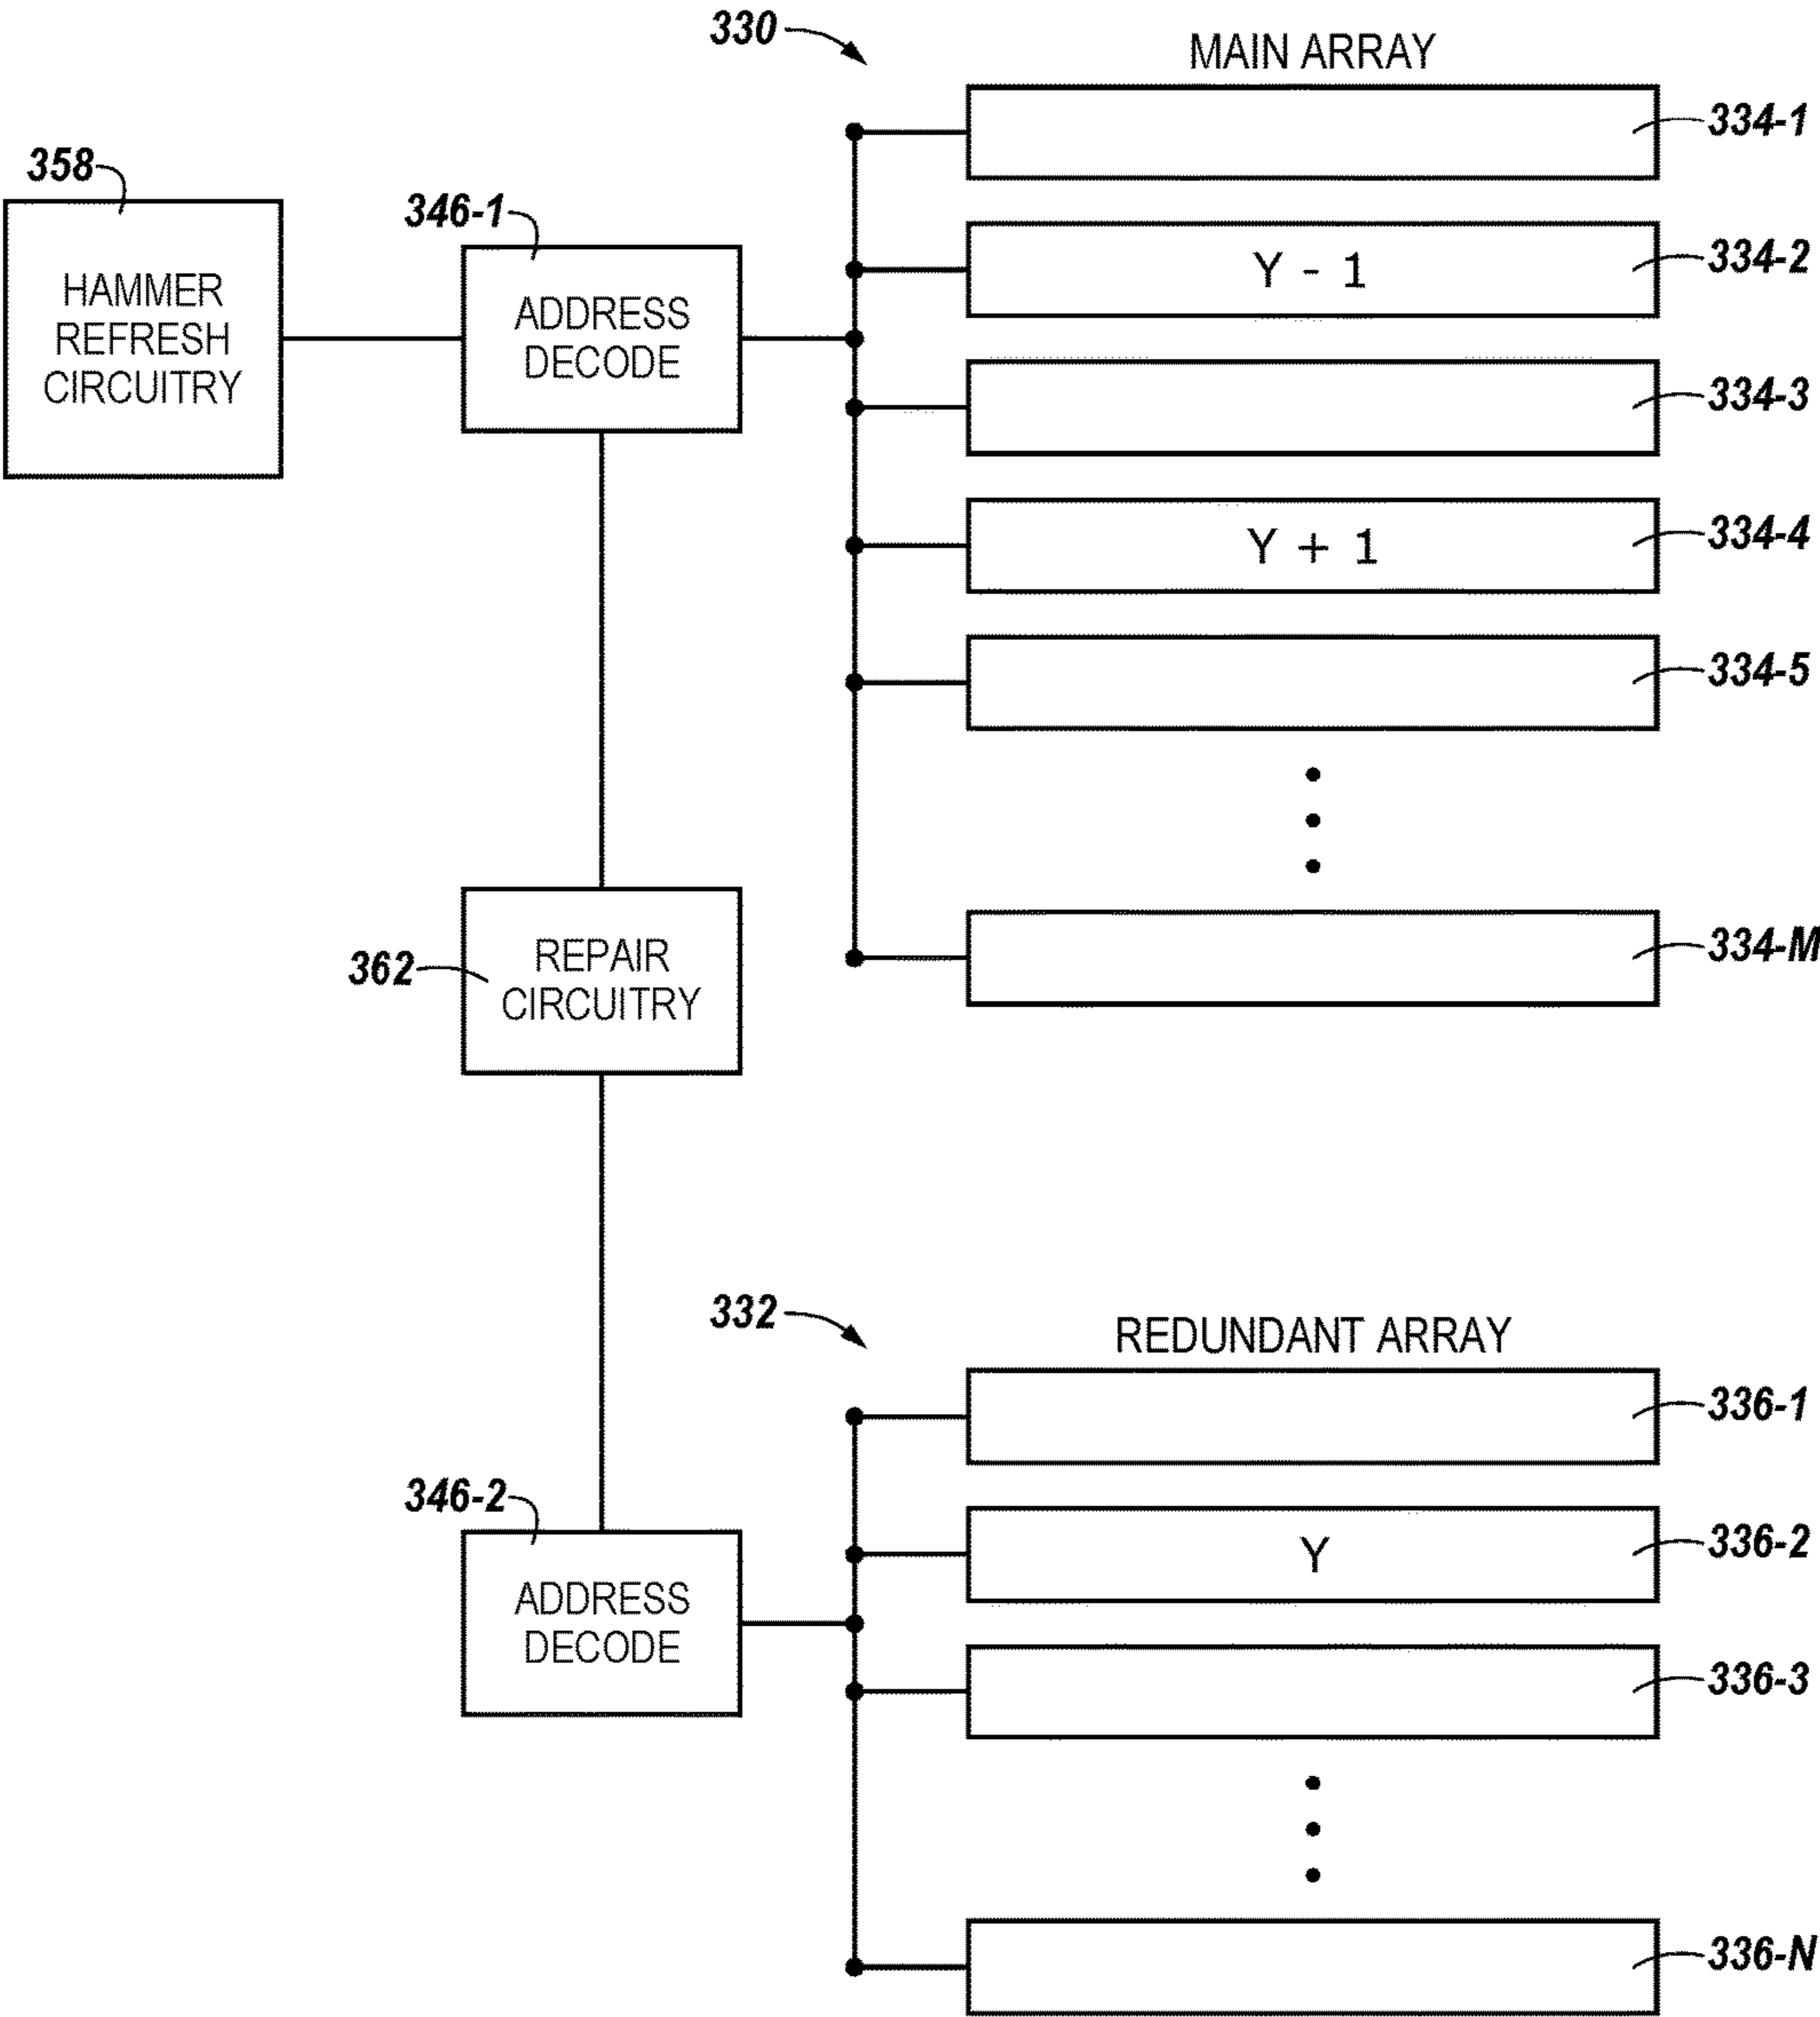 330
MAIN ARRAY
334-1
358
346-1
HAMMER
REFRESH
CIRCUITRY
ADDRESS
DECODE
Y - 1
334-2
334-3
Y + 1
334-4
334-5
362
REPAIR
CIRCUITRY
334-M
332
REDUNDANT ARRAY
336-1
346-2
ADDRESS
DECODE
Y
336-2
336-3
336-N